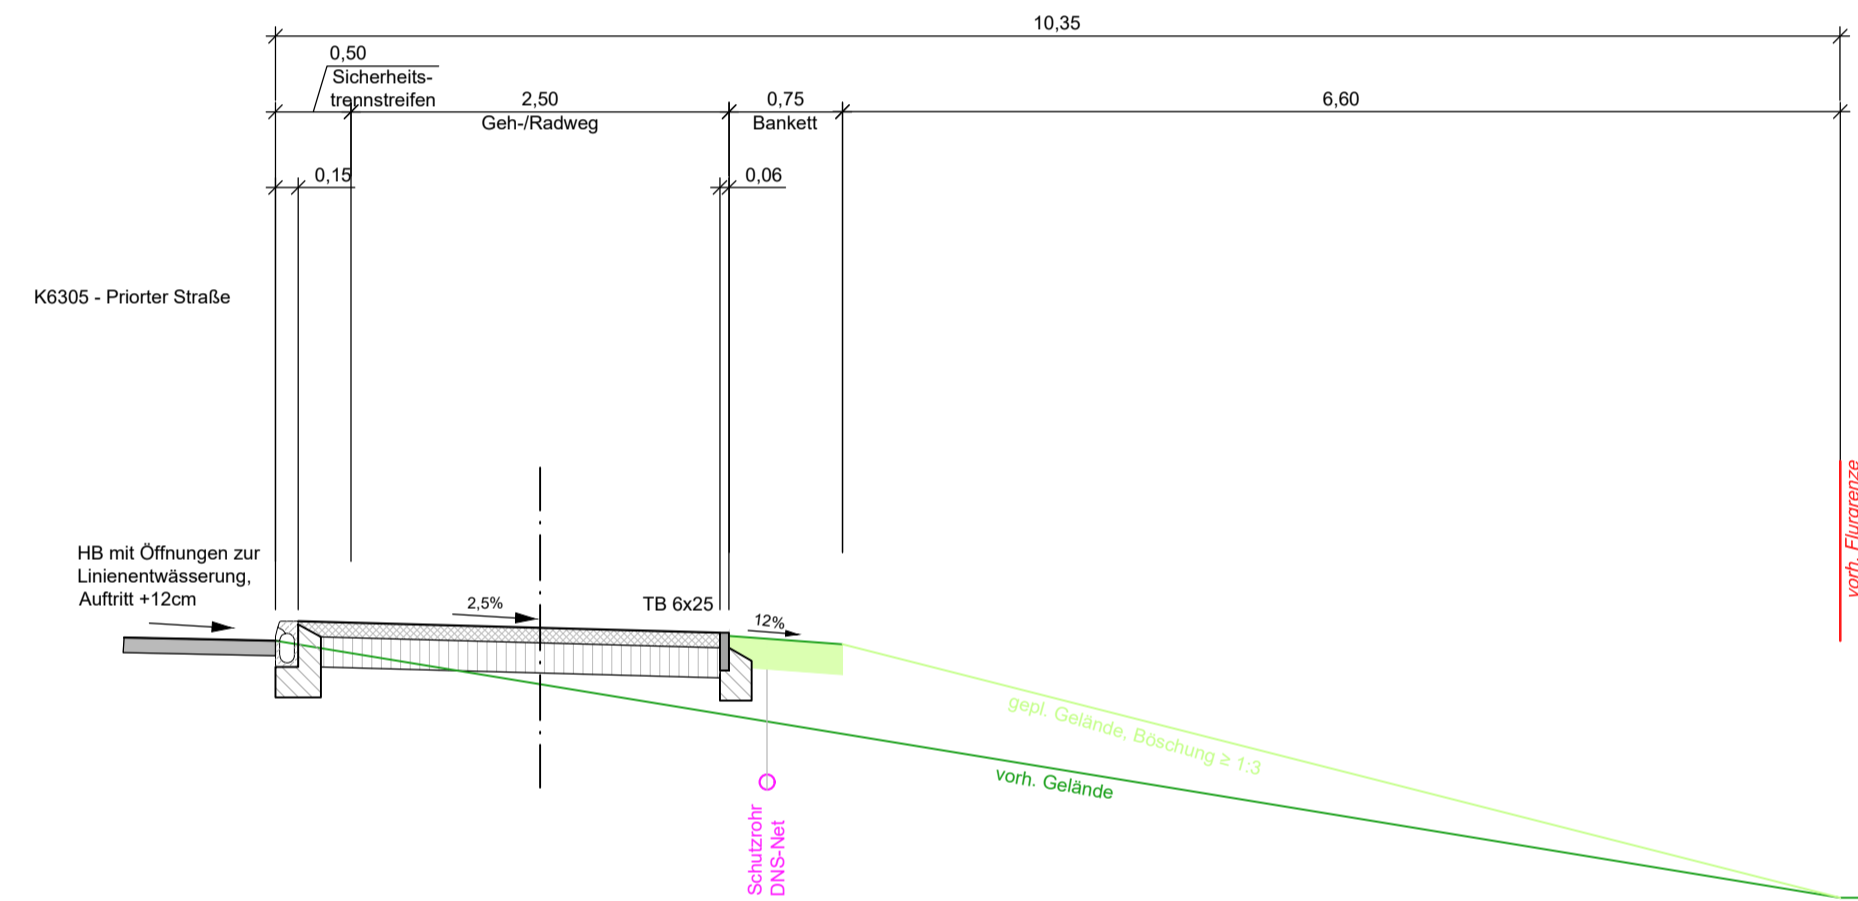 10,35
0,50
Sicherheits-
trennstreifen
2,50
Geh-/Radweg
0,75
Bankett
6,60
0,15
0,06
K6305 - Priorter Straße
vorh. Flurgrenze
HB mit Öffnungen zur
Linienentwässerung,
Auftritt +12cm
2,5%
TB 6x25
12%
gepl. Gelände, Böschung ≥ 1:3
vorh. Gelände
Schutzrohr
DNS-Net